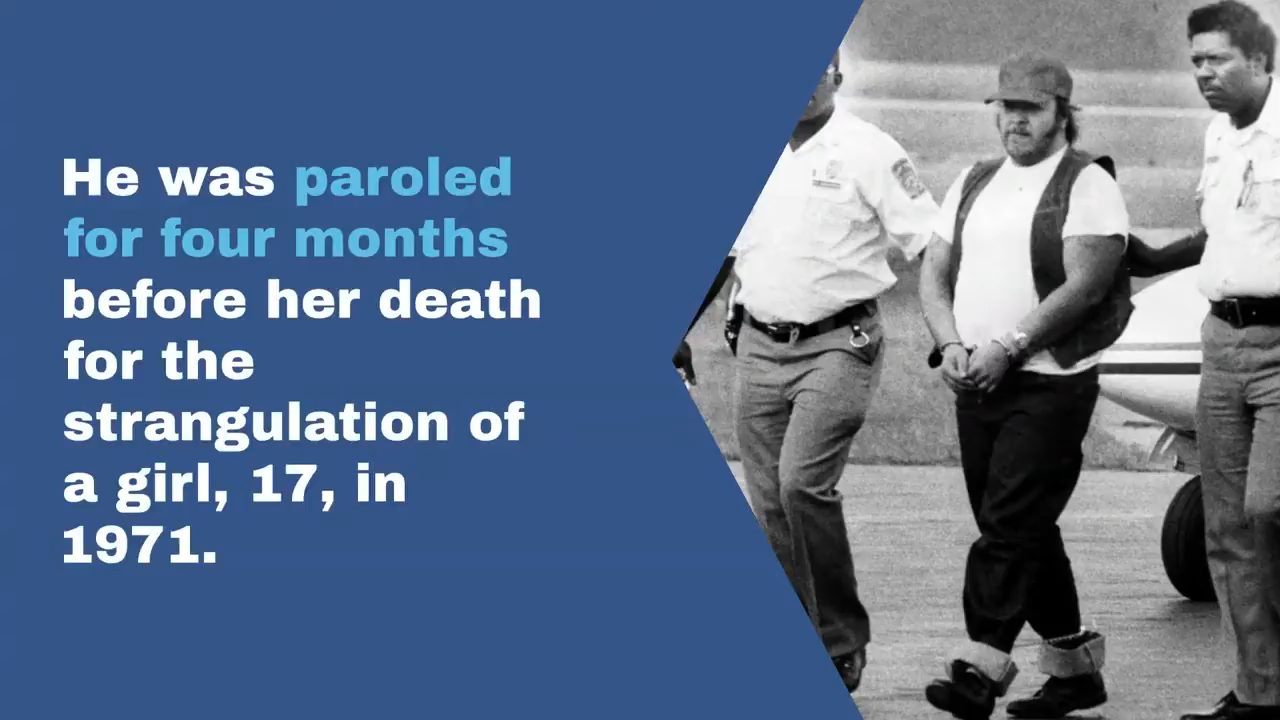 He was paroled
for four months
before her death
for the
strangulation of
a girl, 17, in
1971.